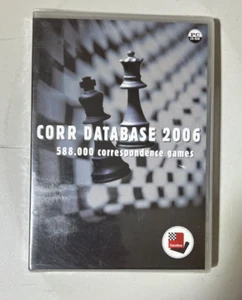 CORR DATABASE 2006
588.000 correspondence games